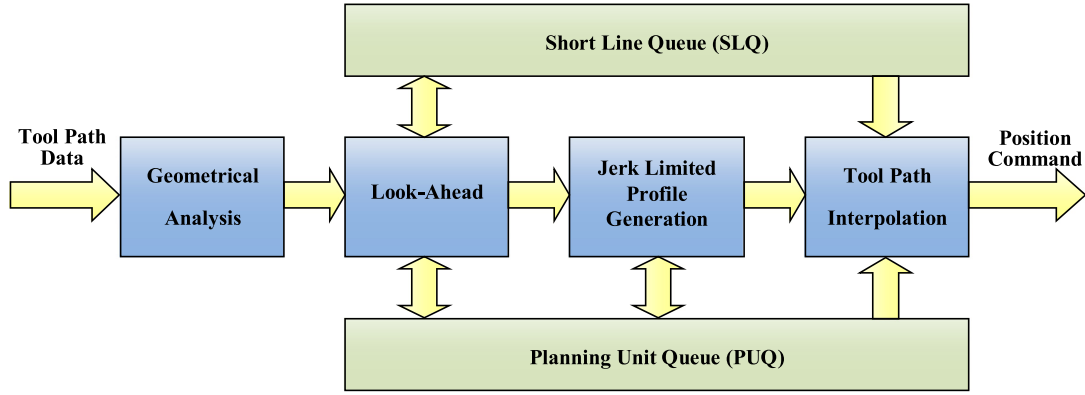 Short Line Queue (SLQ)
Tool Path
Data
Geometrical
Analysis
Look-Ahead
Jerk Limited
Profile
Generation
Tool Path
Interpolation
Position
Command
Planning Unit Queue (PUQ)